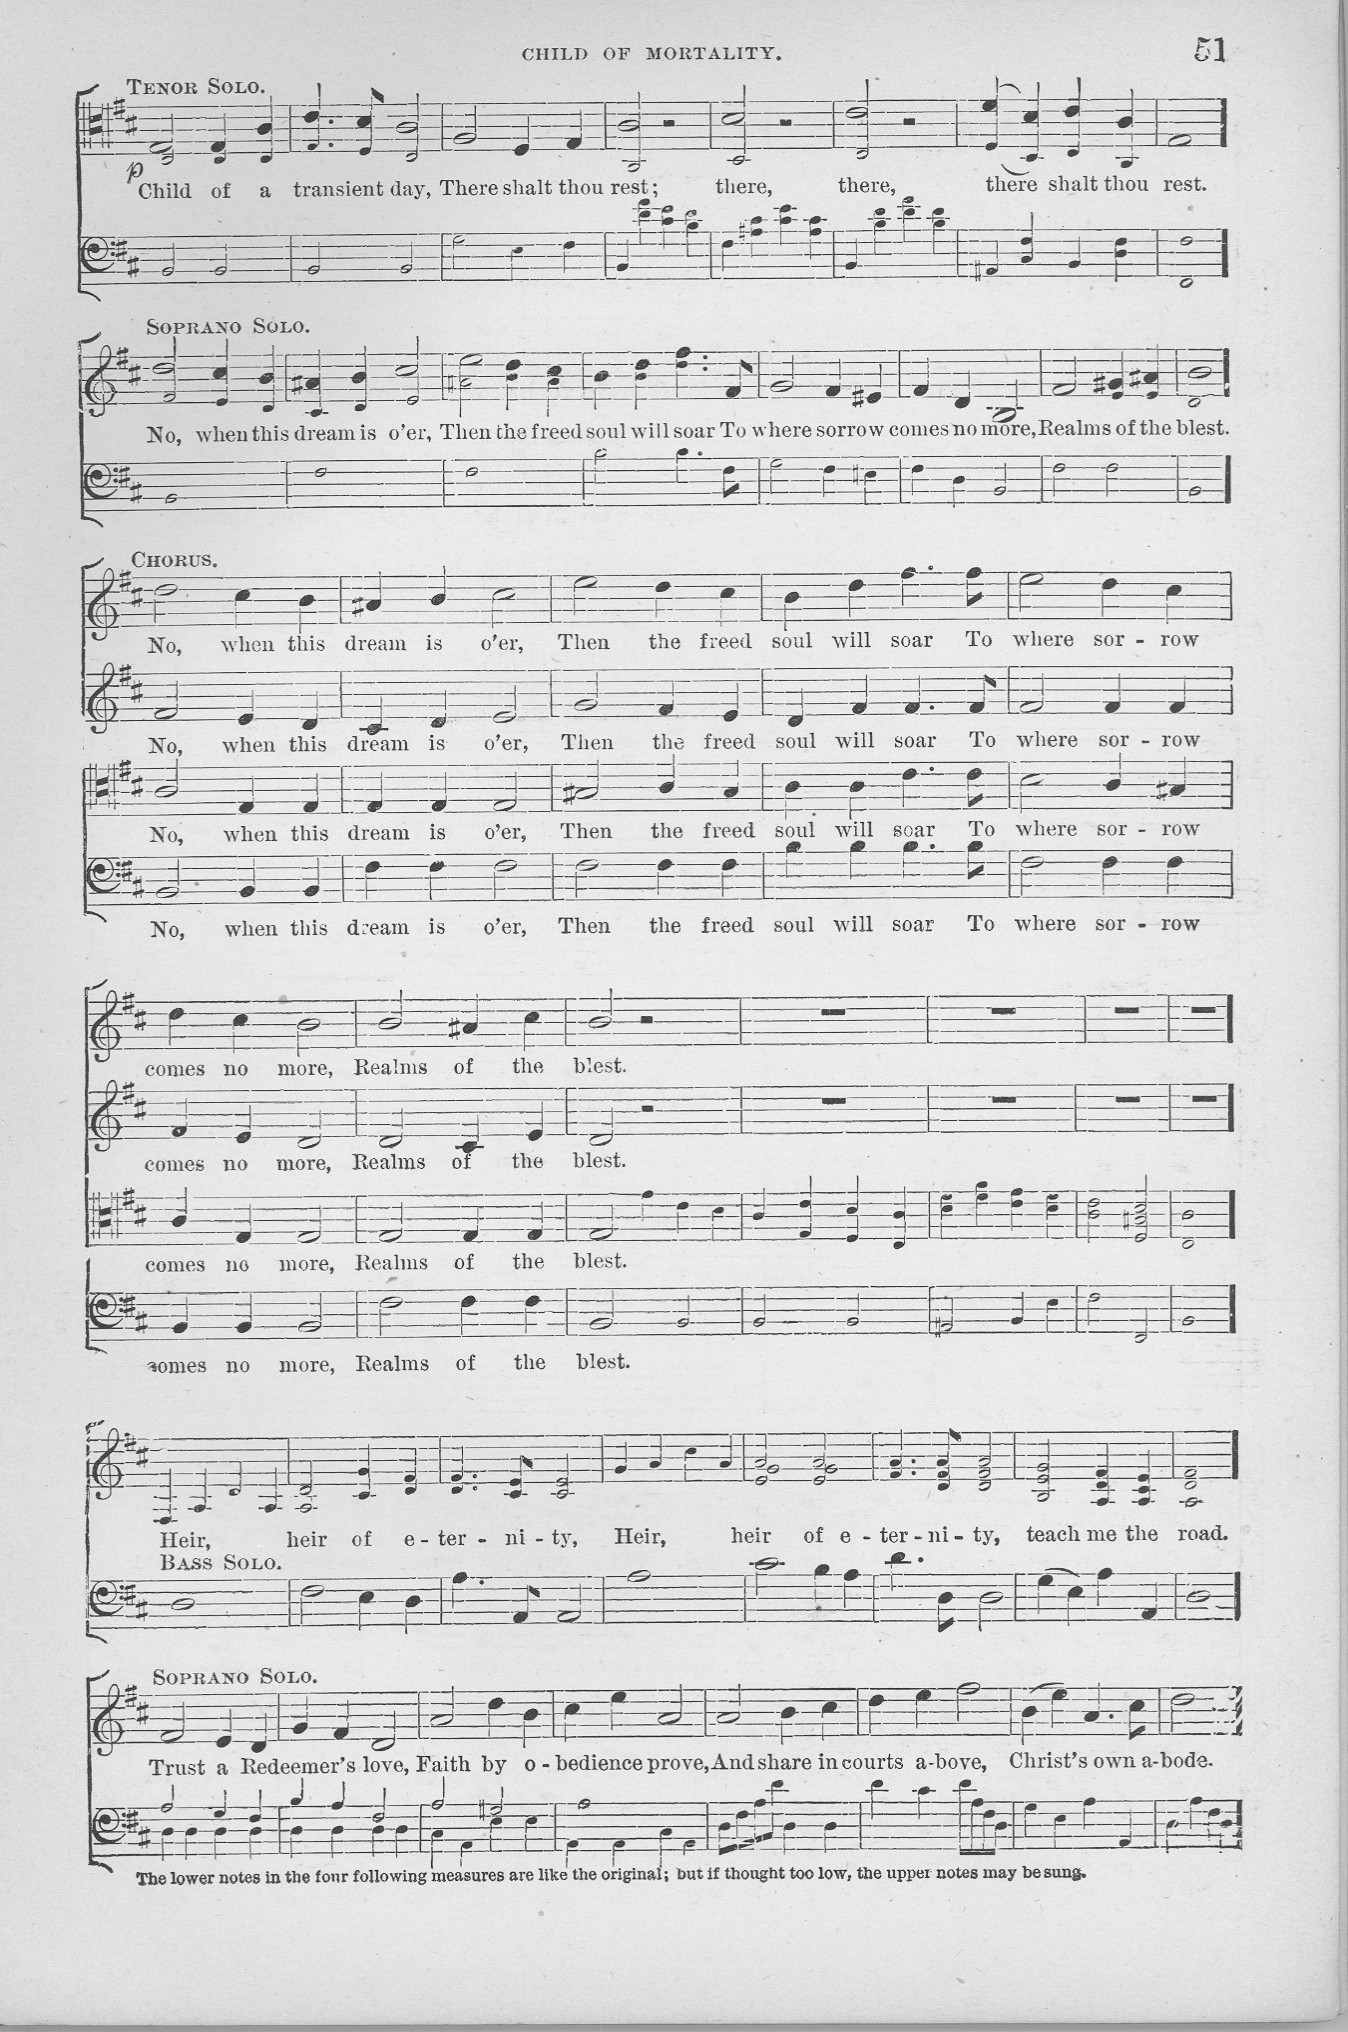 CHILD OF MORTALITY. 51
TENOR SOLO.
p
Child of a transient day, There shalt thou rest; there, there, there shalt thou rest.
SOPRANO SOLO.
No, when this dream is o'er, Then the freed soul will soar To where sorrow comes no more, Realms of the blest.
CHORUS.
No, when this dream is o'er, Then the freed soul will soar To where sor - row
No, when this dream is o'er, Then the freed soul will soar To where sor - row
No, when this dream is o'er, Then the freed soul will soar To where sor - row
No, when this dream is o'er, Then the freed soul will soar To where sor - row
comes no more, Realms of the blest.
comes no more, Realms of the blest.
comes no more, Realms of the blest.
comes no more, Realms of the blest.
Heir, heir of e - ter - ni - ty, Heir, heir of e - ter - ni - ty, teach me the road.
BASS SOLO.
SOPRANO SOLO.
Trust a Redeemer's love, Faith by o - bedience prove, And share in courts a - bove, Christ's own a - bode.
The lower notes in the four following measures are like the original; but if thought too low, the upper notes may be sung.